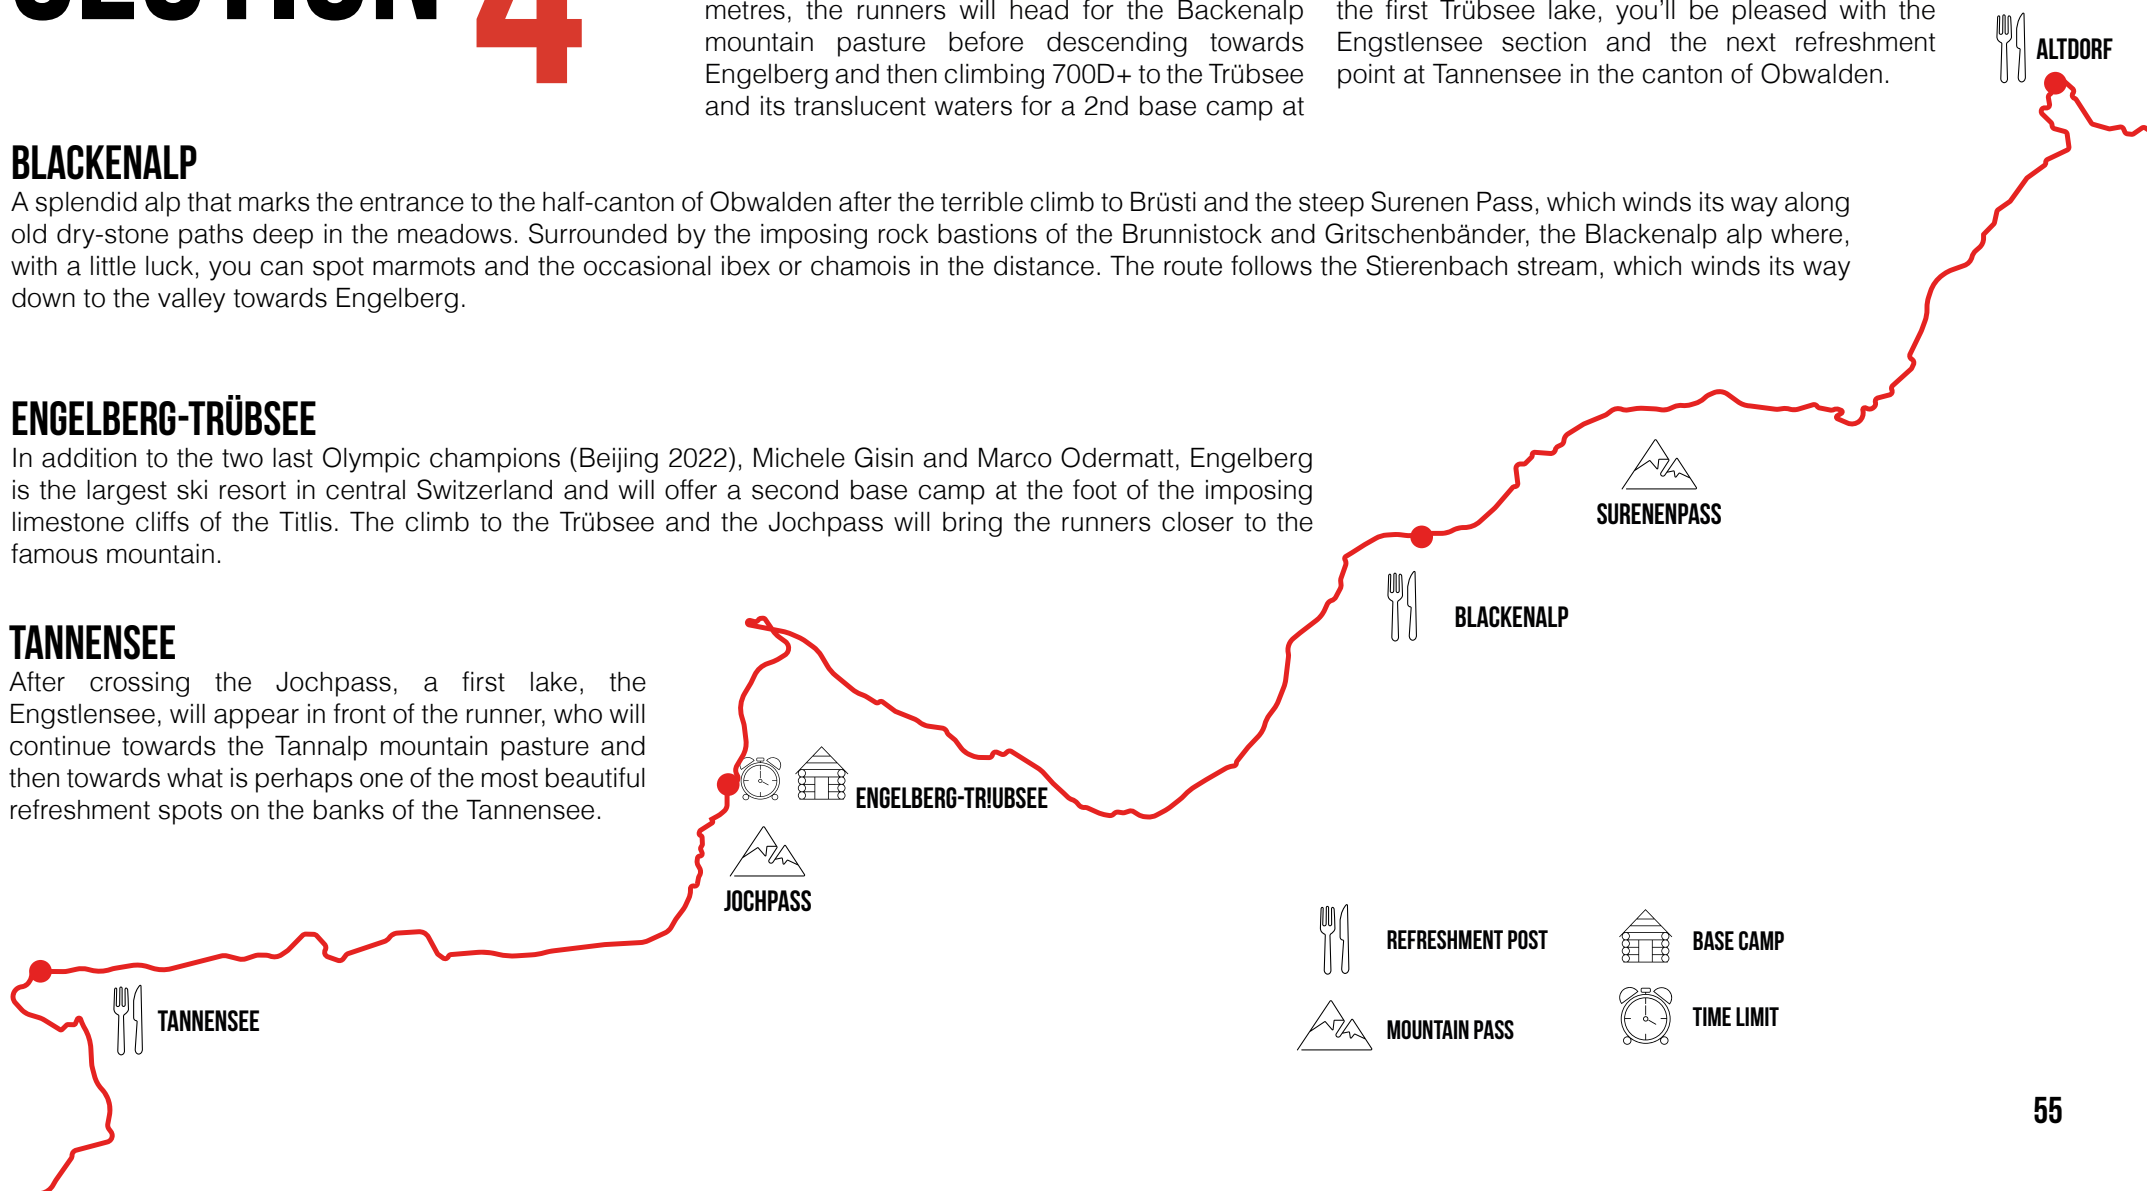 SECTION 4
metres, the runners will head for the Backenalp
mountain pasture before descending towards
Engelberg and then climbing 700D+ to the Trübsee
and its translucent waters for a 2nd base camp at
the first Trübsee lake, you'll be pleased with the
Engstlensee section and the next refreshment
point at Tannensee in the canton of Obwalden.
ALTDORF
BLACKENALP
A splendid alp that marks the entrance to the half-canton of Obwalden after the terrible climb to Brüsti and the steep Surenen Pass, which winds its way along
old dry-stone paths deep in the meadows. Surrounded by the imposing rock bastions of the Brunnistock and Gritschenbänder, the Blackenalp alp where,
with a little luck, you can spot marmots and the occasional ibex or chamois in the distance. The route follows the Stierenbach stream, which winds its way
down to the valley towards Engelberg.
ENGELBERG-TRÜBSEE
In addition to the two last Olympic champions (Beijing 2022), Michele Gisin and Marco Odermatt, Engelberg
is the largest ski resort in central Switzerland and will offer a second base camp at the foot of the imposing
limestone cliffs of the Titlis. The climb to the Trübsee and the Jochpass will bring the runners closer to the
famous mountain.
SURENENPASS
BLACKENALP
TANNENSEE
After crossing the Jochpass, a first lake, the
Engstlensee, will appear in front of the runner, who will
continue towards the Tannalp mountain pasture and
then towards what is perhaps one of the most beautiful
refreshment spots on the banks of the Tannensee.
ENGELBERG-TR!UBSEE
JOCHPASS
TANNENSEE
REFRESHMENT POST
BASE CAMP
MOUNTAIN PASS
TIME LIMIT
55